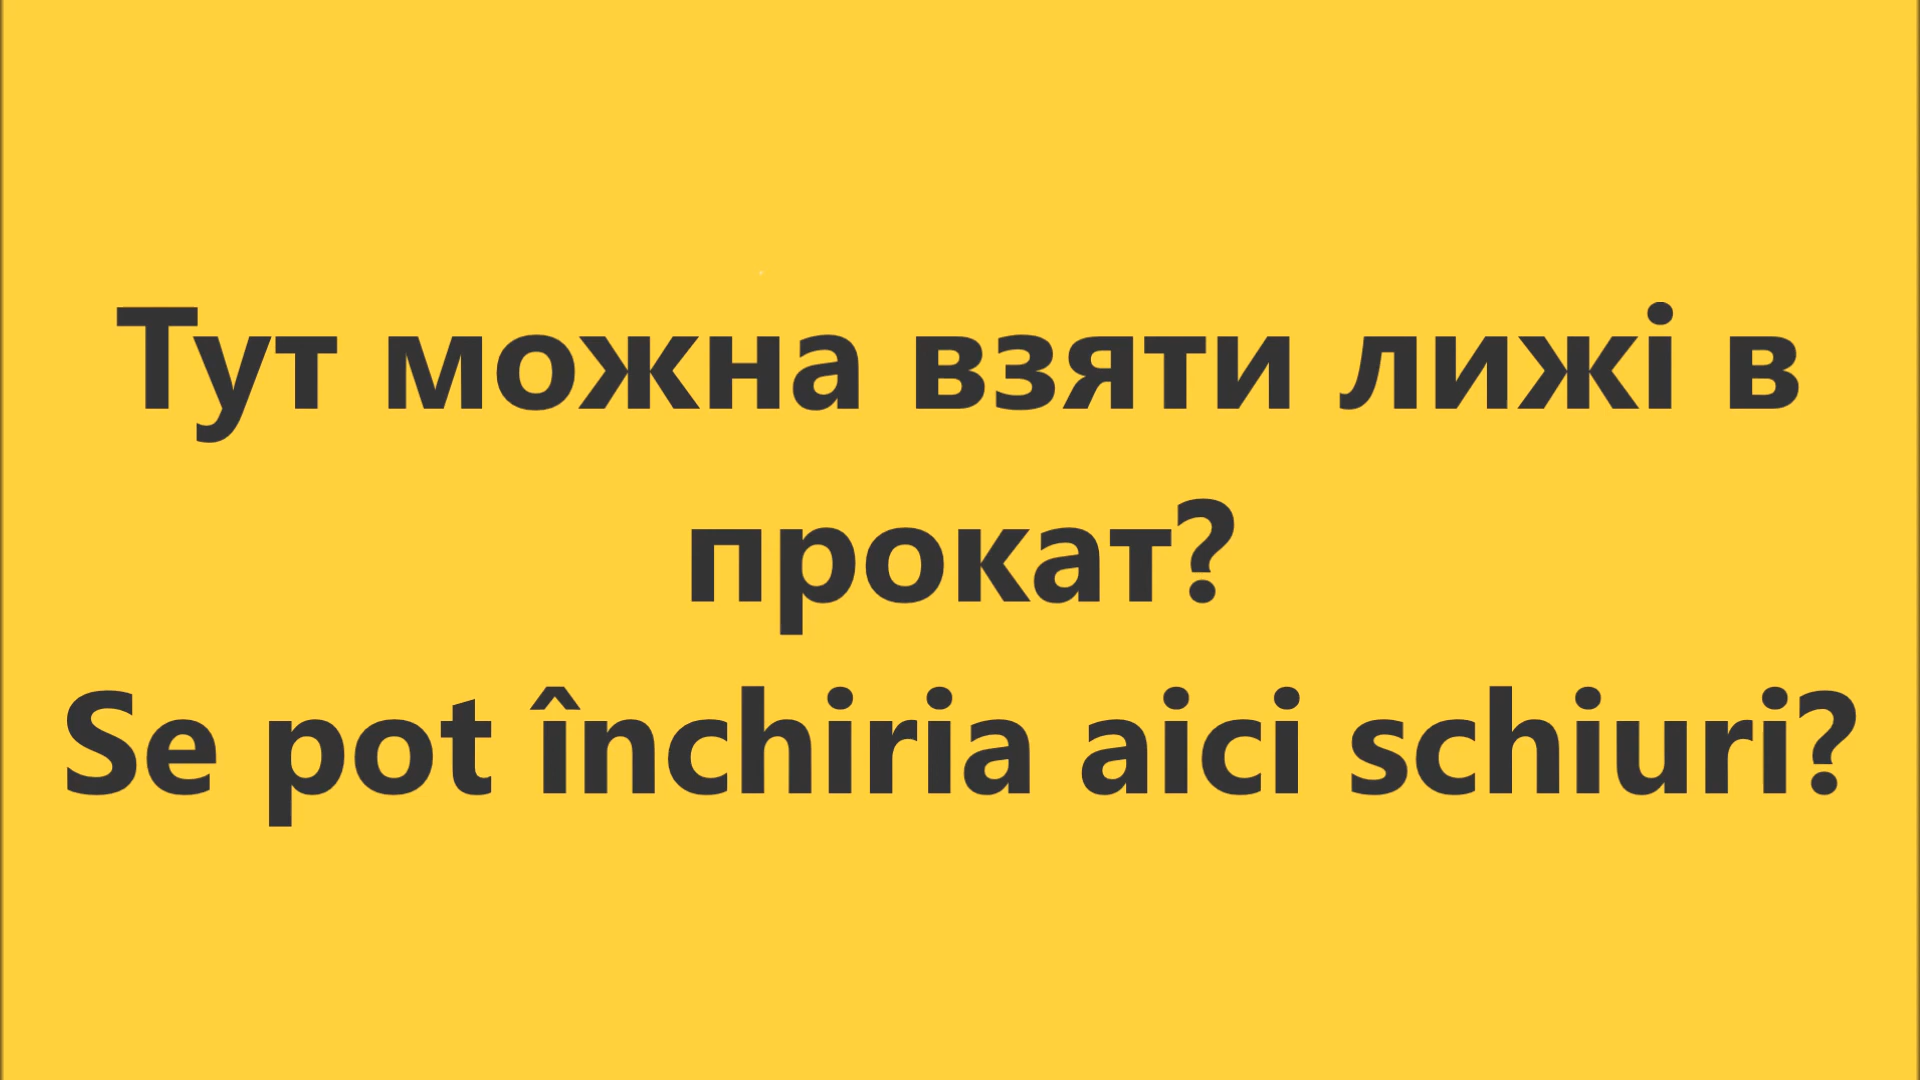 Тут можна взяти лижі в
прокат?
Se pot închiria aici schiuri?